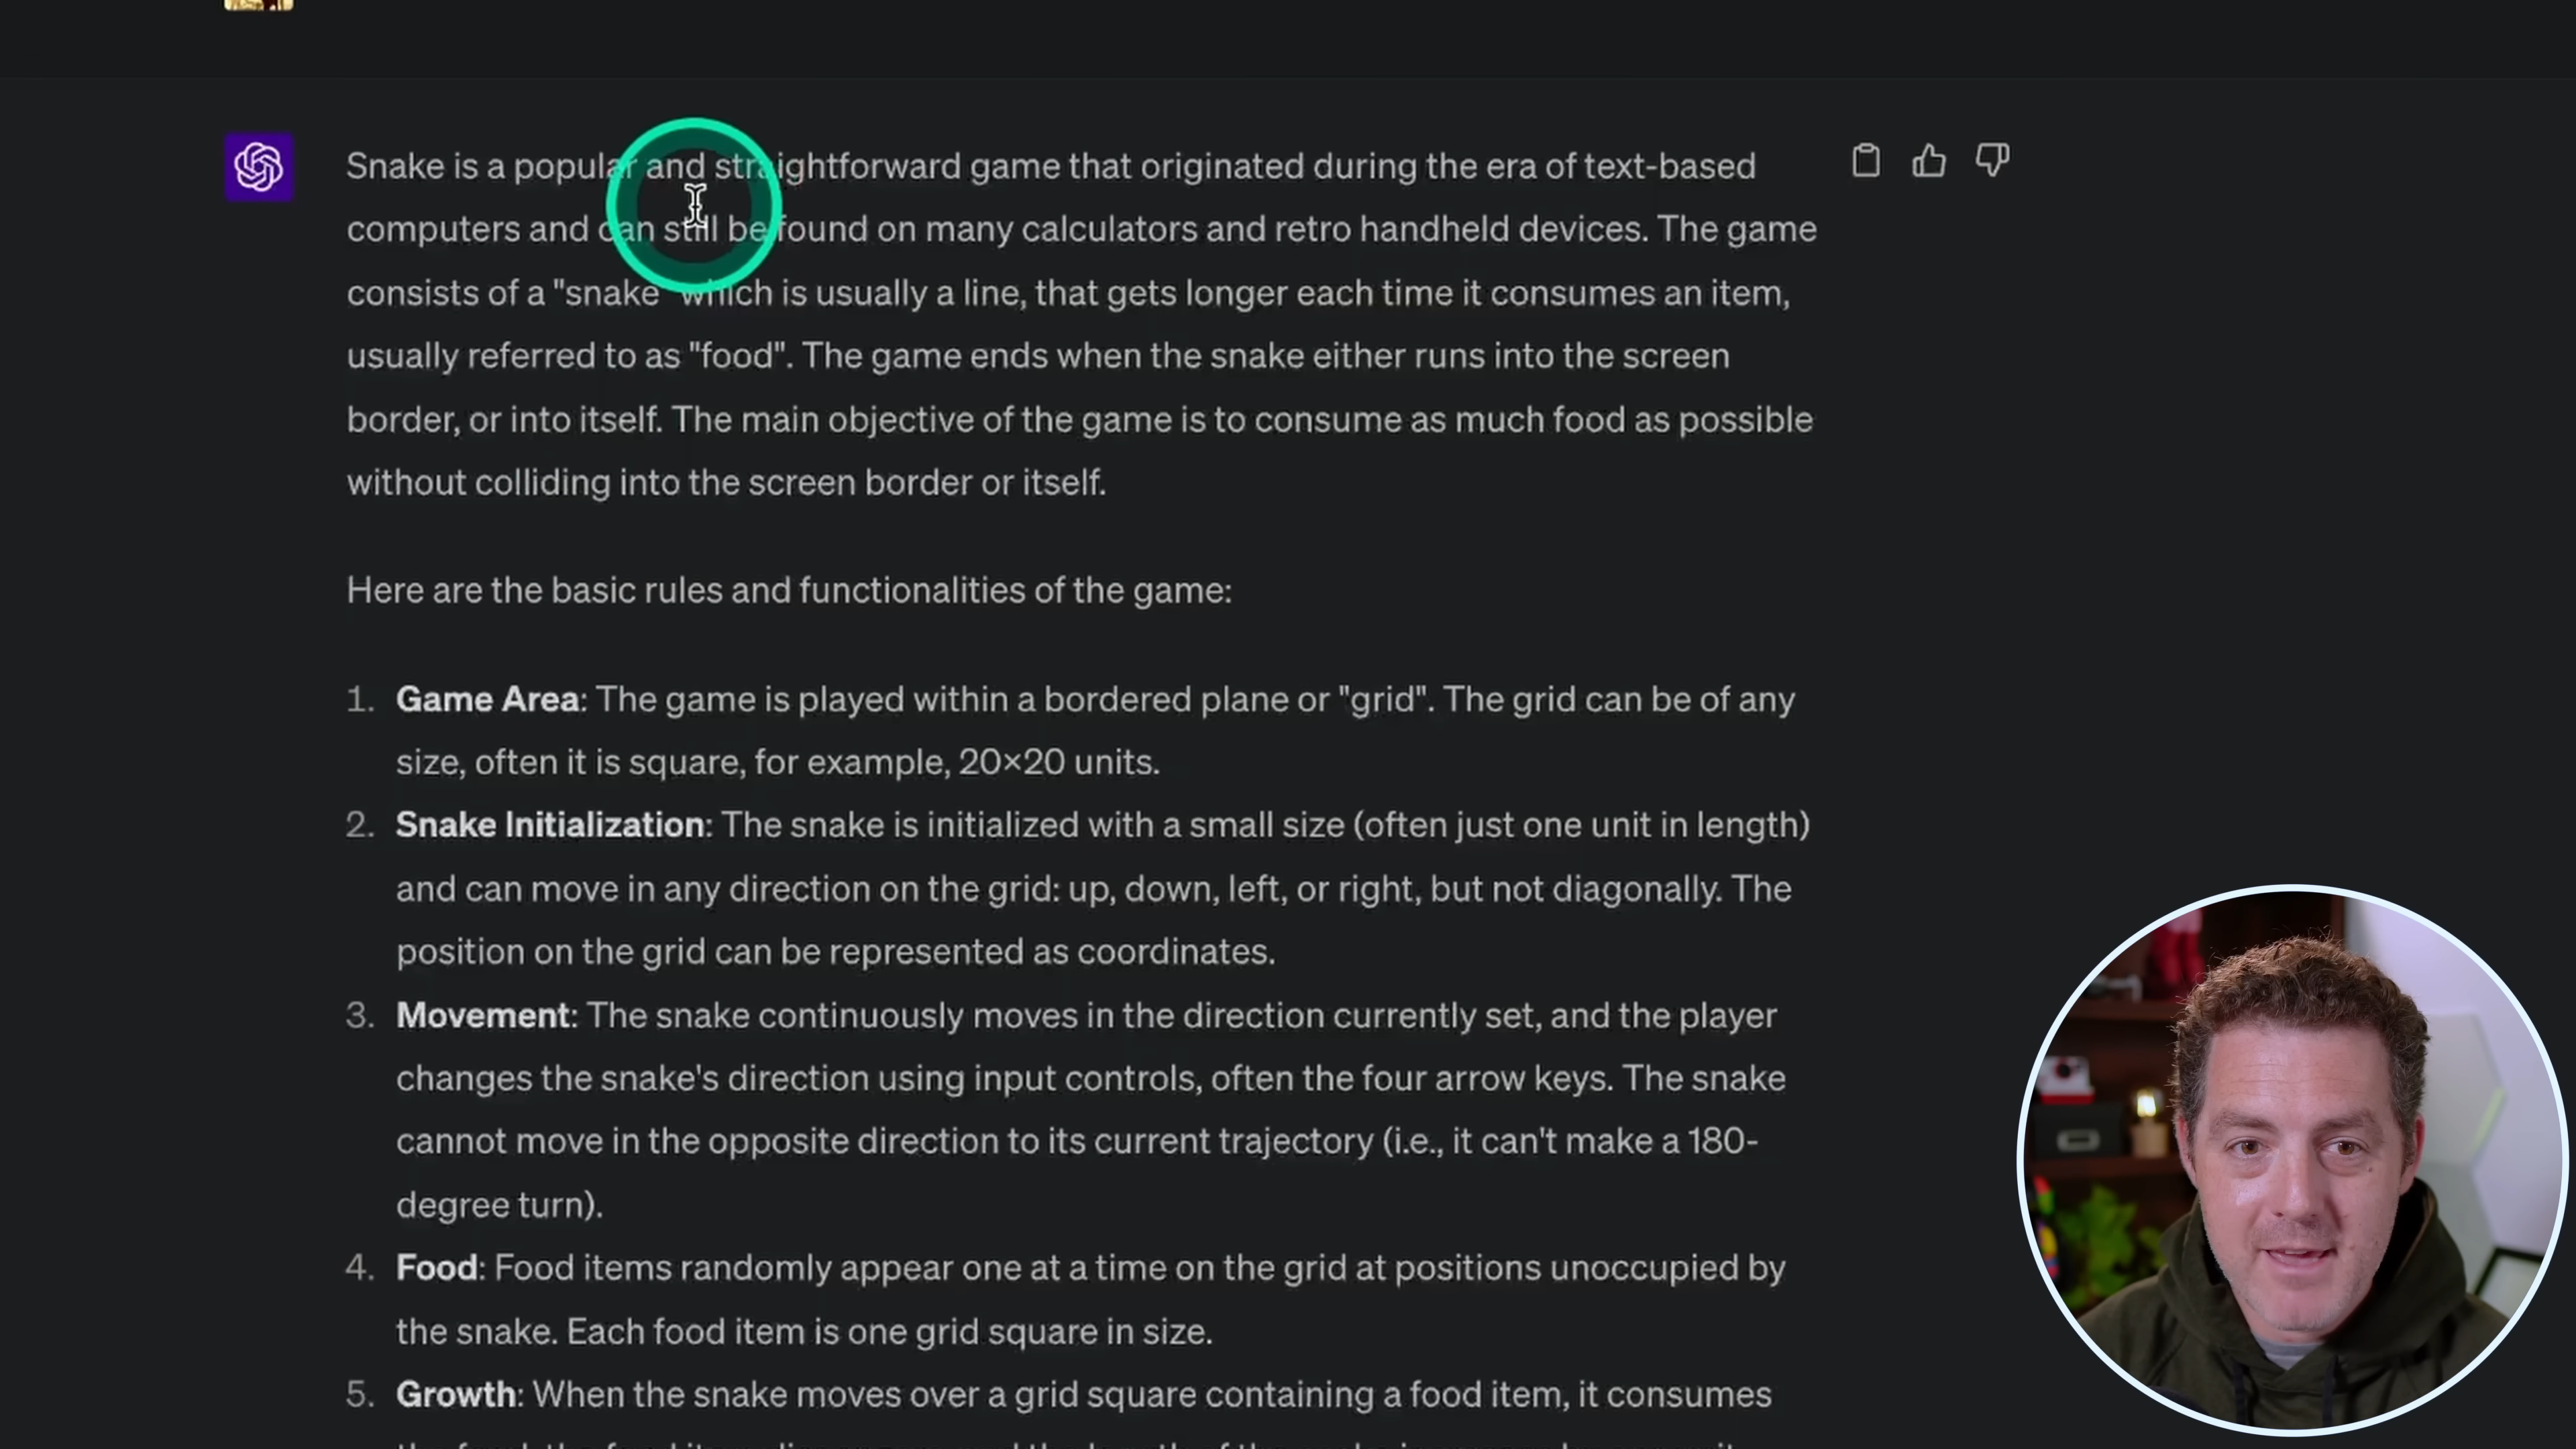 Snake is a popular and straightforward game that originated during the era of text-based
computers and can still be found on many calculators and retro handheld devices. The game
consists of a "snake" which is usually a line, that gets longer each time it consumes an item,
usually referred to as "food". The game ends when the snake either runs into the screen
border, or into itself. The main objective of the game is to consume as much food as possible
without colliding into the screen border or itself.
Here are the basic rules and functionalities of the game:
1. Game Area: The game is played within a bordered plane or "grid". The grid can be of any
size, often it is square, for example, 20×20 units.
2. Snake Initialization: The snake is initialized with a small size (often just one unit in length)
and can move in any direction on the grid: up, down, left, or right, but not diagonally. The
position on the grid can be represented as coordinates.
3. Movement: The snake continuously moves in the direction currently set, and the player
changes the snake's direction using input controls, often the four arrow keys. The snake
cannot move in the opposite direction to its current trajectory (i.e., it can't make a 180-
degree turn).
4. Food: Food items randomly appear one at a time on the grid at positions unoccupied by
the snake. Each food item is one grid square in size.
5. Growth: When the snake moves over a grid square containing a food item, it consumes